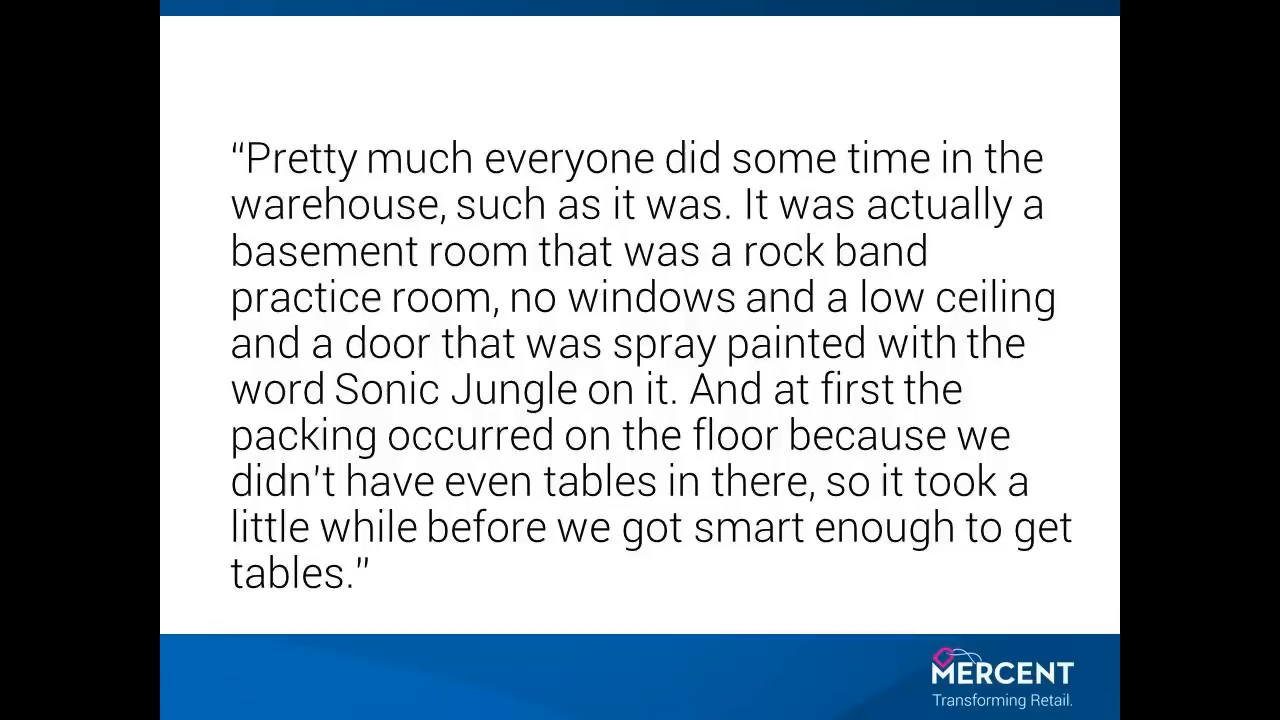 “Pretty much everyone did some time in the
warehouse, such as it was. It was actually a
basement room that was a rock band
practice room, no windows and a low ceiling
and a door that was spray painted with the
word Sonic Jungle on it. And at first the
packing occurred on the floor because we
didn't have even tables in there, so it took a
little while before we got smart enough to get
tables.”
MERCENT
Transforming Retail.